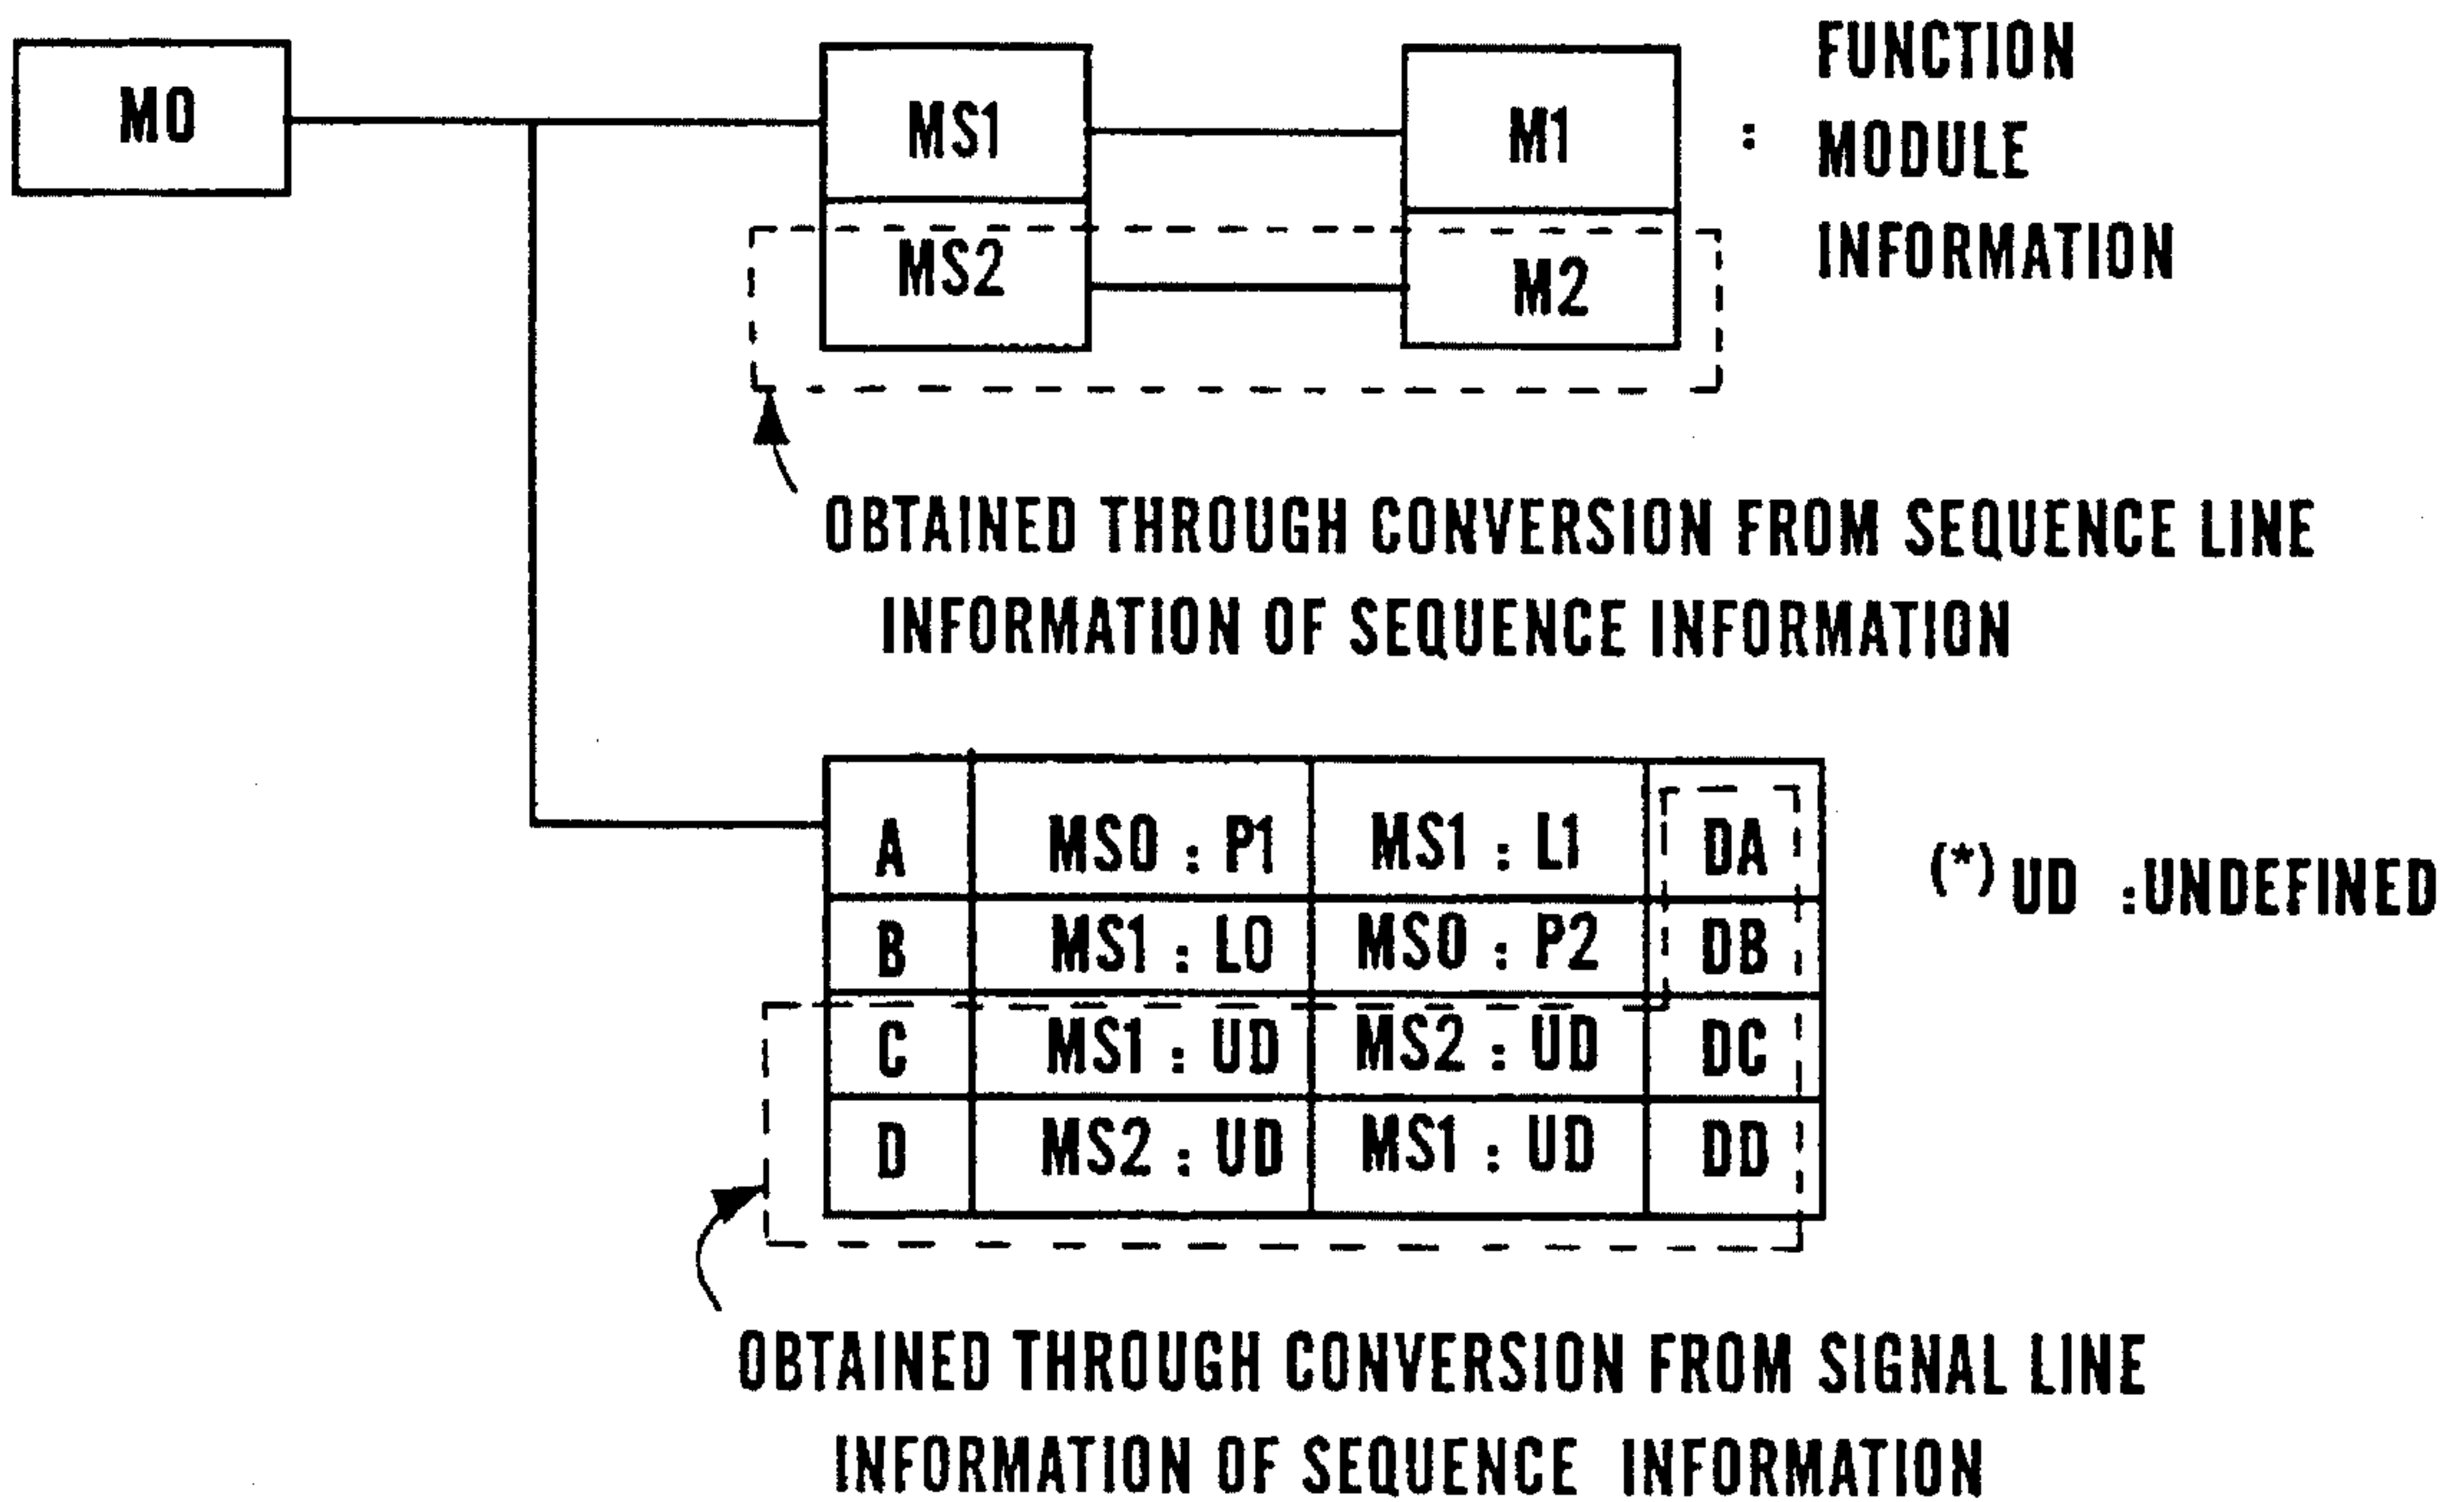 M0
MS1
MS2
M1
M2
: FUNCTION
MODULE
INFORMATION
OBTAINED THROUGH CONVERSION FROM SEQUENCE LINE
INFORMATION OF SEQUENCE INFORMATION
A MS0 : P1 MS1 : L1 DA
B MS1 : L0 MS0 : P2 DB
C MS1 : UD MS2 : UD DC
D MS2 : UD MS1 : UD DD
(*) UD :UNDEFINED
OBTAINED THROUGH CONVERSION FROM SIGNAL LINE
INFORMATION OF SEQUENCE INFORMATION